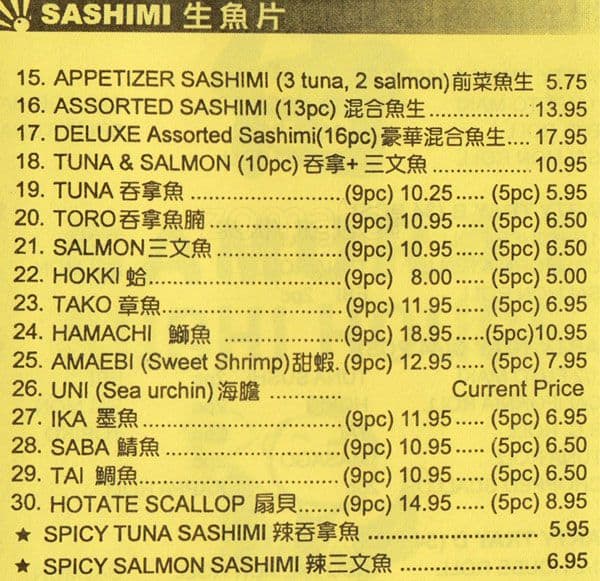 SASHIMI 生魚片
15. APPETIZER SASHIMI (3 tuna, 2 salmon)前菜魚生 5.75
16. ASSORTED SASHIMI (13pc) 混合魚生................ 13.95
17. DELUXE Assorted Sashimi(16pc)豪華混合魚生.... 17.95
18. TUNA & SALMON (10pc) 吞拿+ 三文魚 ............... 10.95
19. TUNA 吞拿魚 ..........................(9pc) 10.25 ..... (5pc) 5.95
20. TORO吞拿魚腩 ......................(9pc) 10.95 ..... (5pc) 6.50
21. SALMON三文魚 .....................(9pc) 10.95 ..... (5pc) 6.50
22. HOKKI 蛤 ................................(9pc) 8.00 ..... (5pc) 5.00
23. TAKO 章魚..............................(9pc) 11.95 ..... (5pc) 6.95
24. HAMACHI 鰤魚 ......................(9pc) 18.95 .....(5pc)10.95
25. AMAEBI (Sweet Shrimp)甜蝦.(9pc) 12.95 ..... (5pc) 7.95
26. UNI (Sea urchin)海膽 ............ Current Price
27. IKA 墨魚.................................(9pc) 11.95 ..... (5pc) 6.95
28. SABA 鯖魚..............................(9pc) 10.95 ..... (5pc) 6.50
29. TAI 鯛魚.................................(9pc) 10.95 ..... (5pc) 6.50
30. HOTATE SCALLOP 扇貝.......(9pc) 14.95 ..... (5pc) 8.95
★ SPICY TUNA SASHIMI 辣吞拿魚 ........................ 5.95
★ SPICY SALMON SASHIMI 辣三文魚 .................... 6.95